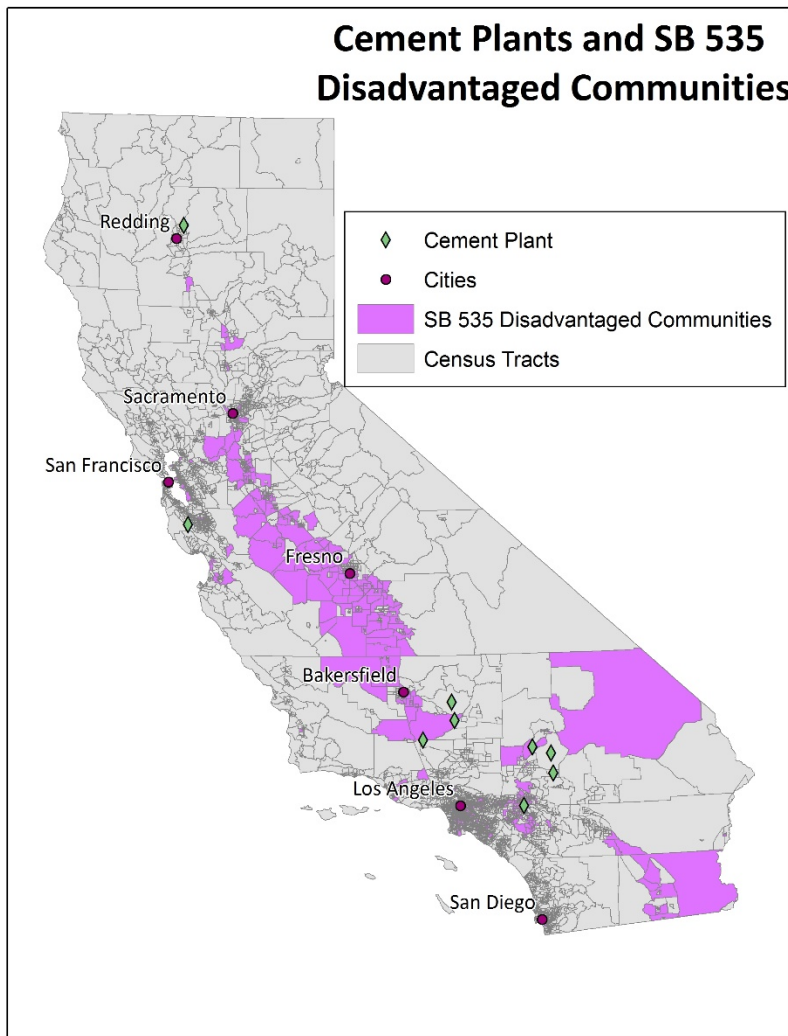 Cement Plants and SB 535
Disadvantaged Communities
Redding
Cement Plant
Cities
SB 535 Disadvantaged Communities
Census Tracts
Sacramento
San Francisco
Fresno
Bakersfield
Los Angeles
San Diego